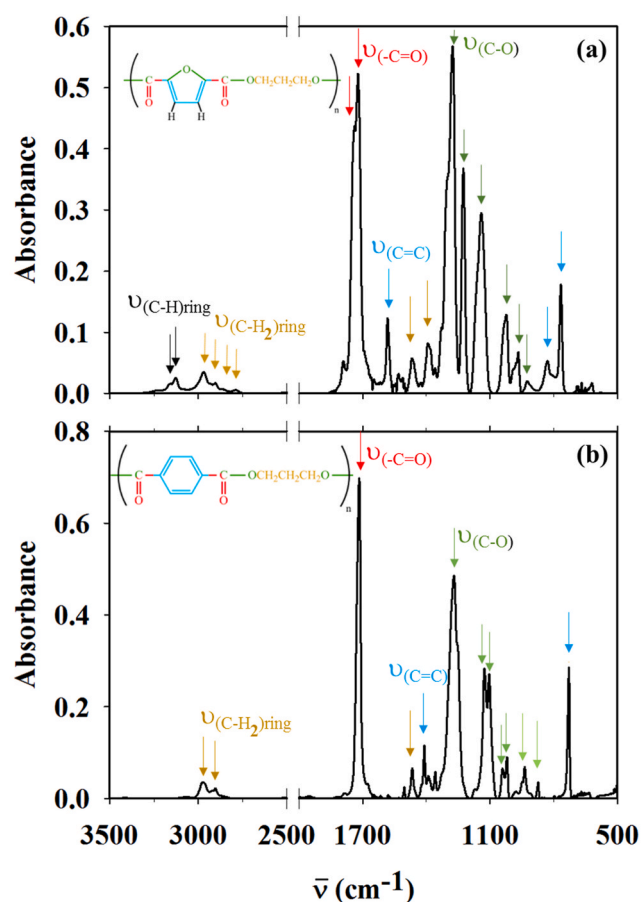 0.6
0.5
0.4
0.3
0.2
0.1
0.0
Absorbance
(a)
υ(-C=O)
υ(C-O)
υ(C=C)
υ(C-H)ring
υ(C-H2)ring
O
C
C
OCH2CH2CH2O
O
O
H
H
n
0.8
0.6
0.4
0.2
0.0
Absorbance
(b)
υ(-C=O)
υ(C-O)
υ(C=C)
υ(C-H2)ring
C
C
OCH2CH2CH2O
O
O
n
3500
3000
2500
1700
1100
500
ν̅ (cm-1)